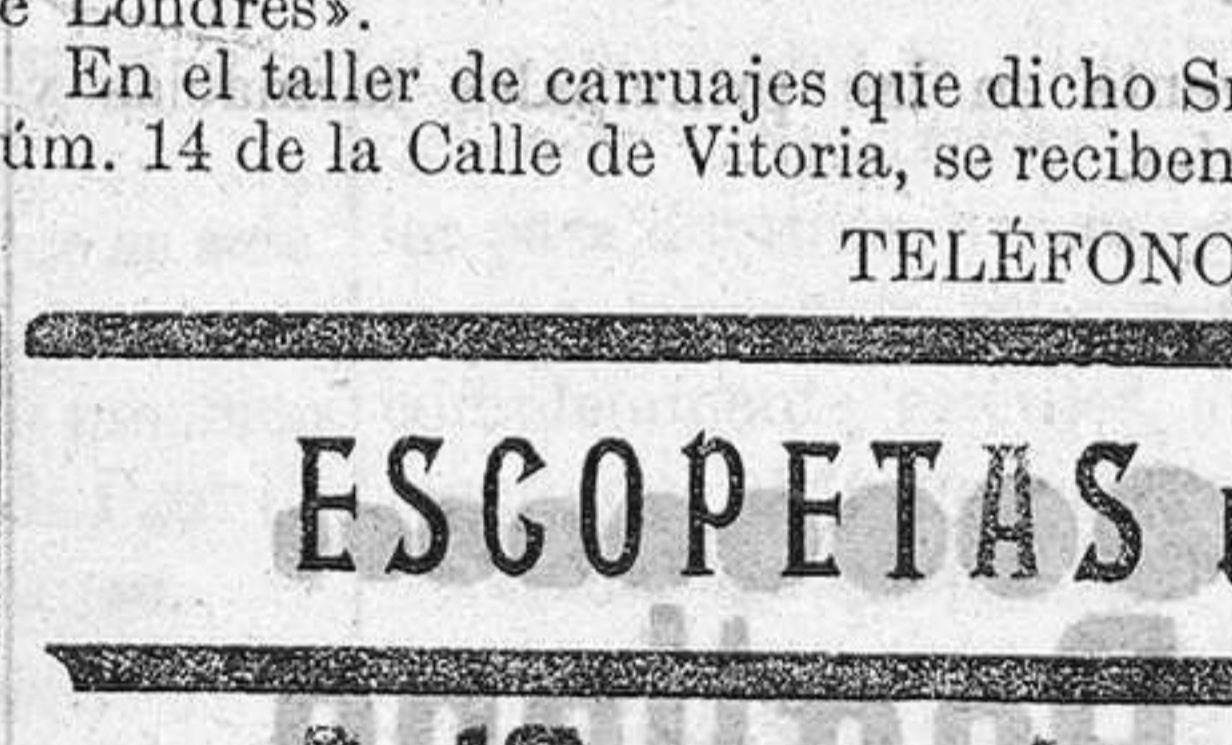 e Londres».
En el taller de carruajes que dicho S
úm. 14 de la Calle de Vitoria, se reciben
TELÉFONO
ESCOPETAS